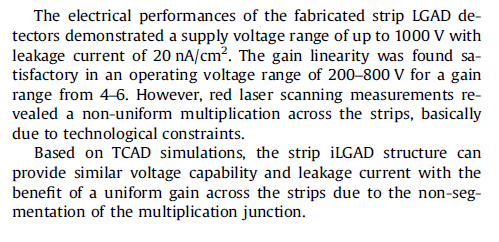 The electrical performances of the fabricated strip LGAD de-
tectors demonstrated a supply voltage range of up to 1000 V with
leakage current of 20 nA/cm². The gain linearity was found sa-
tisfactory in an operating voltage range of 200–800 V for a gain
range from 4–6. However, red laser scanning measurements re-
vealed a non-uniform multiplication across the strips, basically
due to technological constraints.
Based on TCAD simulations, the strip iLGAD structure can
provide similar voltage capability and leakage current with the
benefit of a uniform gain across the strips due to the non-seg-
mentation of the multiplication junction.